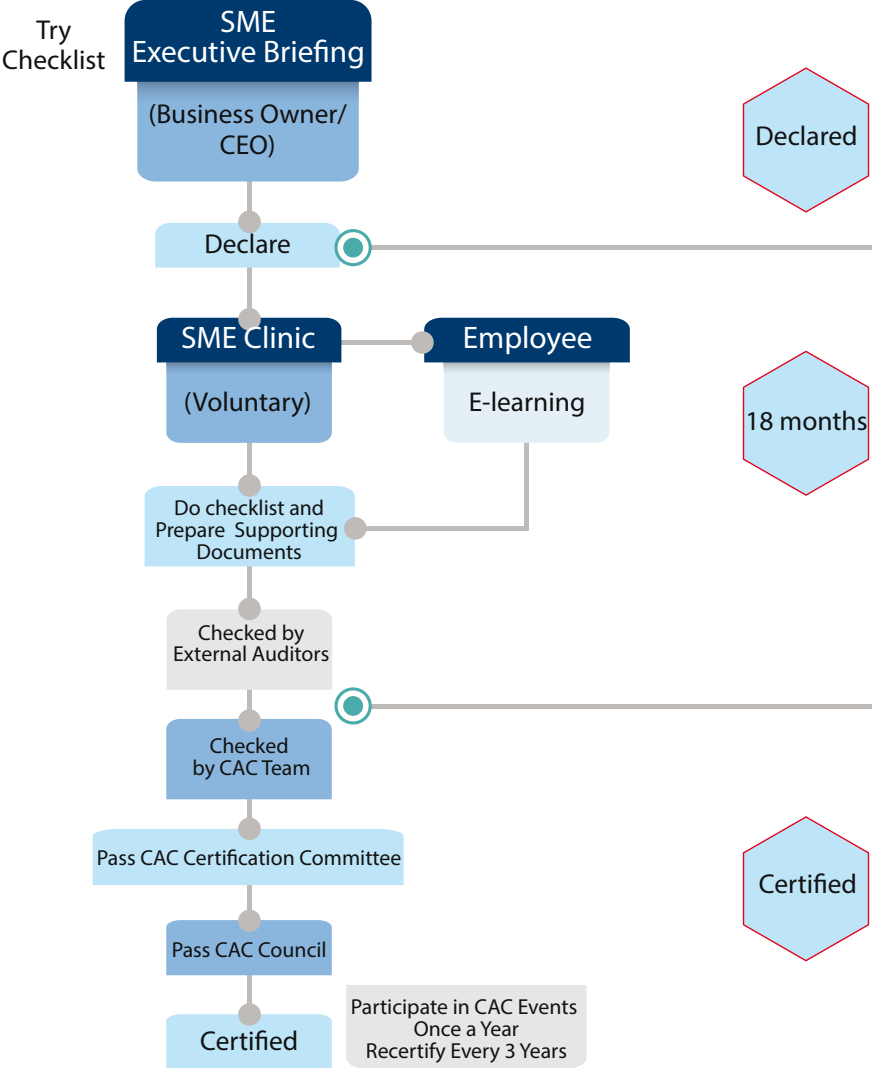 Try
Checklist
SME
Executive Briefing
(Business Owner/
CEO)
Declared
Declare
SME Clinic
(Voluntary)
Employee
E-learning
18 months
Do checklist and
Prepare Supporting
Documents
Checked by
External Auditors
Checked
by CAC Team
Pass CAC Certification Committee
Certified
Pass CAC Council
Certified
Participate in CAC Events
Once a Year
Recertify Every 3 Years